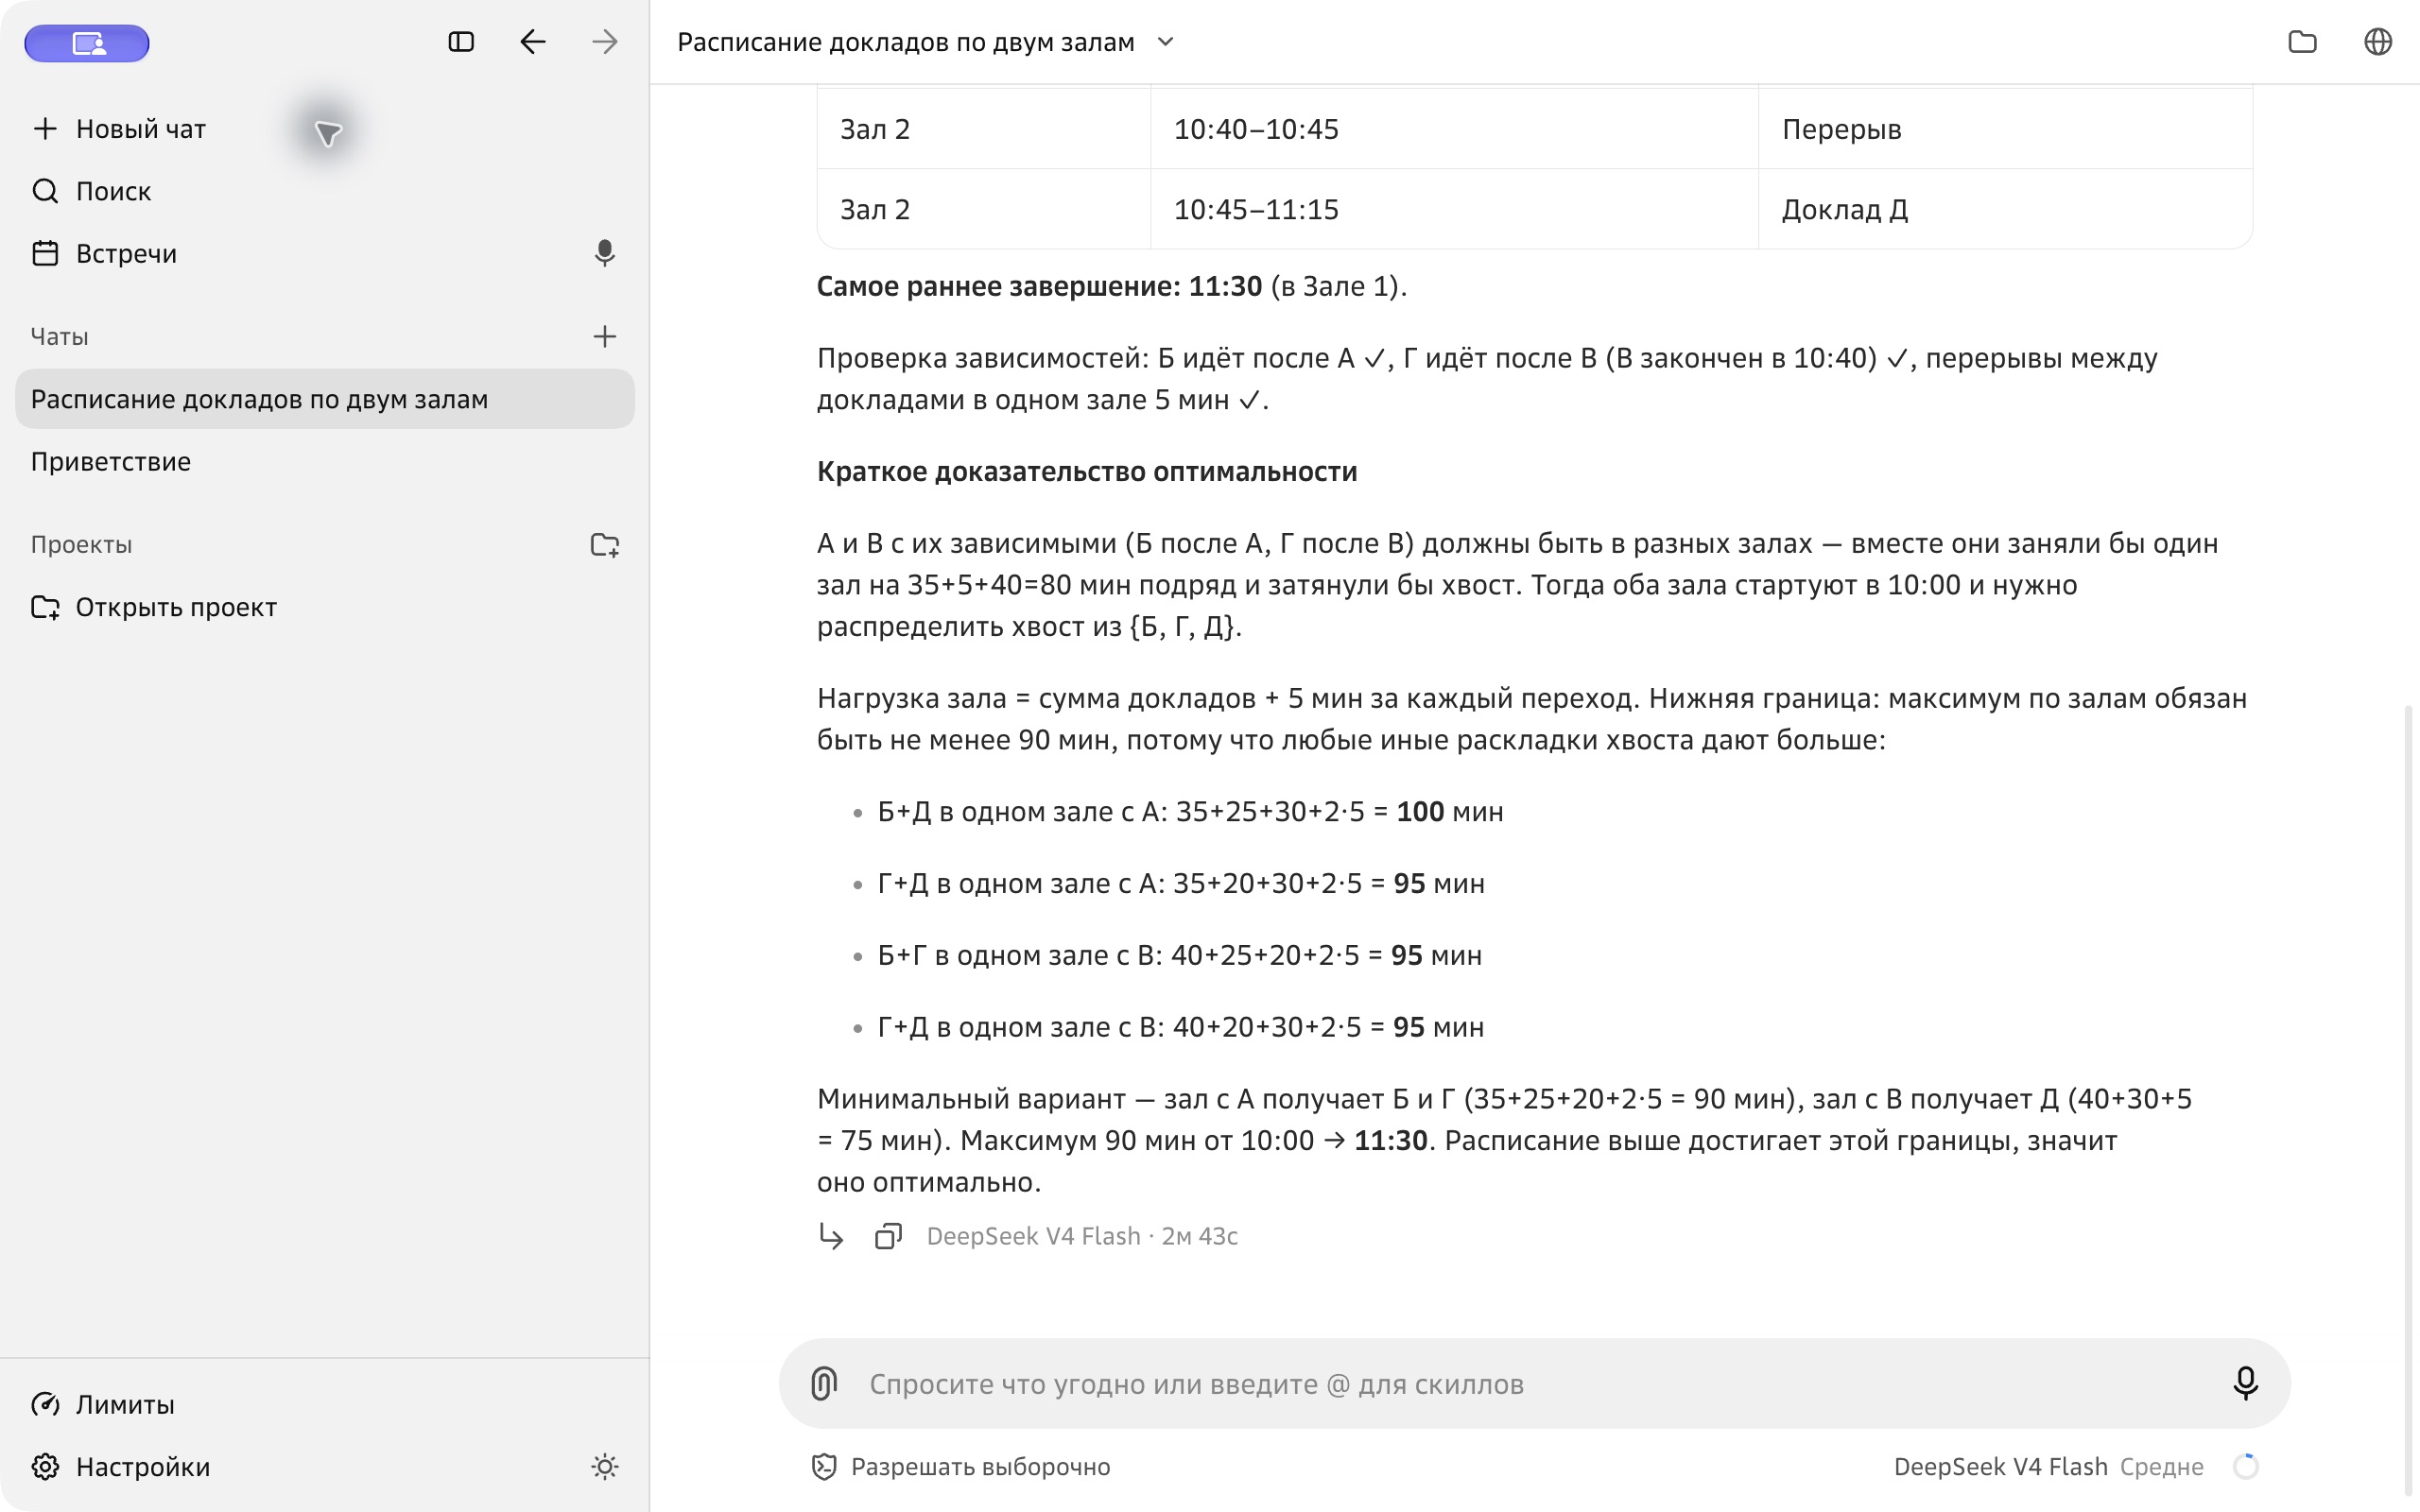 Новый чат
Поиск
Встречи
Чаты
Расписание докладов по двум залам
Приветствие
Проекты
Открыть проект
Лимиты
Настройки
Расписание докладов по двум залам
Зал 2 10:40–10:45 Перерыв
Зал 2 10:45–11:15 Доклад Д
Самое раннее завершение: 11:30 (в Зале 1).
Проверка зависимостей: Б идёт после А ✓, Г идёт после В (В закончен в 10:40) ✓, перерывы между
докладами в одном зале 5 мин ✓.
Краткое доказательство оптимальности
А и В с их зависимыми (Б после А, Г после В) должны быть в разных залах — вместе они заняли бы один
зал на 35+5+40=80 мин подряд и затянули бы хвост. Тогда оба зала стартуют в 10:00 и нужно
распределить хвост из {Б, Г, Д}.
Нагрузка зала = сумма докладов + 5 мин за каждый переход. Нижняя граница: максимум по залам обязан
быть не менее 90 мин, потому что любые иные раскладки хвоста дают больше:
• Б+Д в одном зале с А: 35+25+30+2·5 = 100 мин
• Г+Д в одном зале с А: 35+20+30+2·5 = 95 мин
• Б+Г в одном зале с В: 40+25+20+2·5 = 95 мин
• Г+Д в одном зале с В: 40+20+30+2·5 = 95 мин
Минимальный вариант — зал с А получает Б и Г (35+25+20+2·5 = 90 мин), зал с В получает Д (40+30+5
= 75 мин). Максимум 90 мин от 10:00 → 11:30. Расписание выше достигает этой границы, значит
оно оптимально.
DeepSeek V4 Flash · 2м 43с
Спросите что угодно или введите @ для скиллов
Разрешать выборочно
DeepSeek V4 Flash Средне